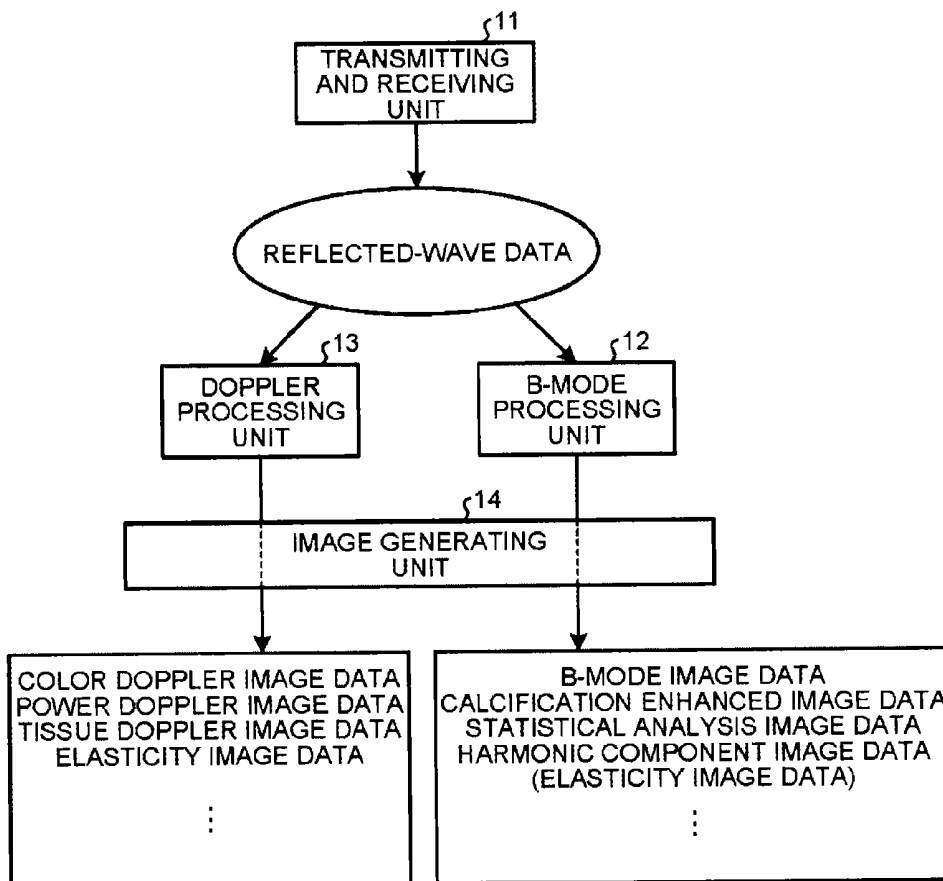 11
TRANSMITTING
AND RECEIVING
UNIT
REFLECTED-WAVE DATA
13
DOPPLER
PROCESSING
UNIT
12
B-MODE
PROCESSING
UNIT
14
IMAGE GENERATING
UNIT
COLOR DOPPLER IMAGE DATA
POWER DOPPLER IMAGE DATA
TISSUE DOPPLER IMAGE DATA
ELASTICITY IMAGE DATA
⋮
B-MODE IMAGE DATA
CALCIFICATION ENHANCED IMAGE DATA
STATISTICAL ANALYSIS IMAGE DATA
HARMONIC COMPONENT IMAGE DATA
(ELASTICITY IMAGE DATA)
⋮